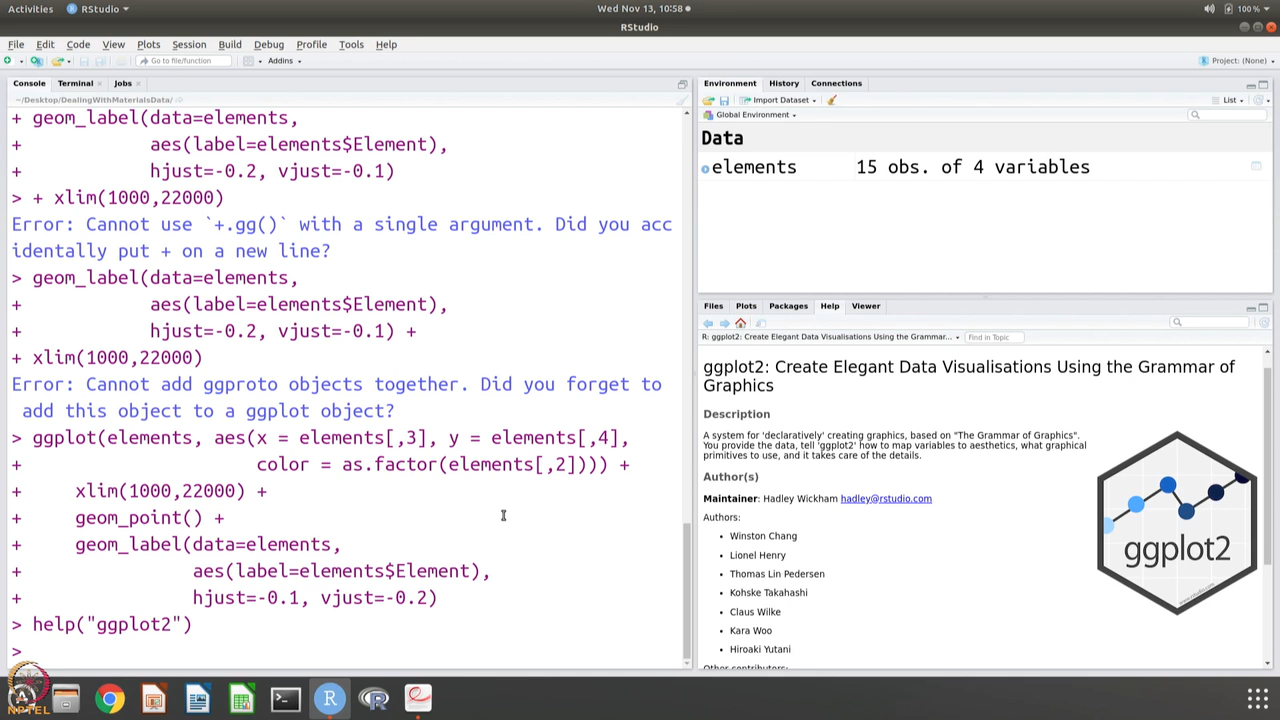 Activities
RStudio
Wed Nov 13, 10:58
100 %
RStudio
File Edit Code View Plots Session Build Debug Profile Tools Help
Go to file/function
Addins
Project: (None)
Console Terminal Jobs
~/Desktop/DealingWithMaterialsData/
+ geom_label(data=elements,
+ aes(label=elements$Element),
+ hjust=-0.2, vjust=-0.1)
> + xlim(1000,22000)
Error: Cannot use `+.gg()` with a single argument. Did you acc
identally put + on a new line?
> geom_label(data=elements,
+ aes(label=elements$Element),
+ hjust=-0.2, vjust=-0.1) +
+ xlim(1000,22000)
Error: Cannot add ggproto objects together. Did you forget to
add this object to a ggplot object?
> ggplot(elements, aes(x = elements[,3], y = elements[,4],
+ color = as.factor(elements[,2]))) +
+ xlim(1000,22000) +
+ geom_point() +
+ geom_label(data=elements,
+ aes(label=elements$Element),
+ hjust=-0.1, vjust=-0.2)
> help("ggplot2")
>
Environment History Connections
Import Dataset
List
Global Environment
Data
elements 15 obs. of 4 variables
Files Plots Packages Help Viewer
R: ggplot2: Create Elegant Data Visualisations Using the Grammar...
Find in Topic
ggplot2: Create Elegant Data Visualisations Using the Grammar of
Graphics
Description
A system for 'declaratively' creating graphics, based on "The Grammar of Graphics".
You provide the data, tell 'ggplot2' how to map variables to aesthetics, what graphical
primitives to use, and it takes care of the details.
Author(s)
Maintainer: Hadley Wickham hadley@rstudio.com
Authors:
Winston Chang
Lionel Henry
Thomas Lin Pedersen
Kohske Takahashi
Claus Wilke
Kara Woo
Hiroaki Yutani
Other contributors:
ggplot2
NPTEL